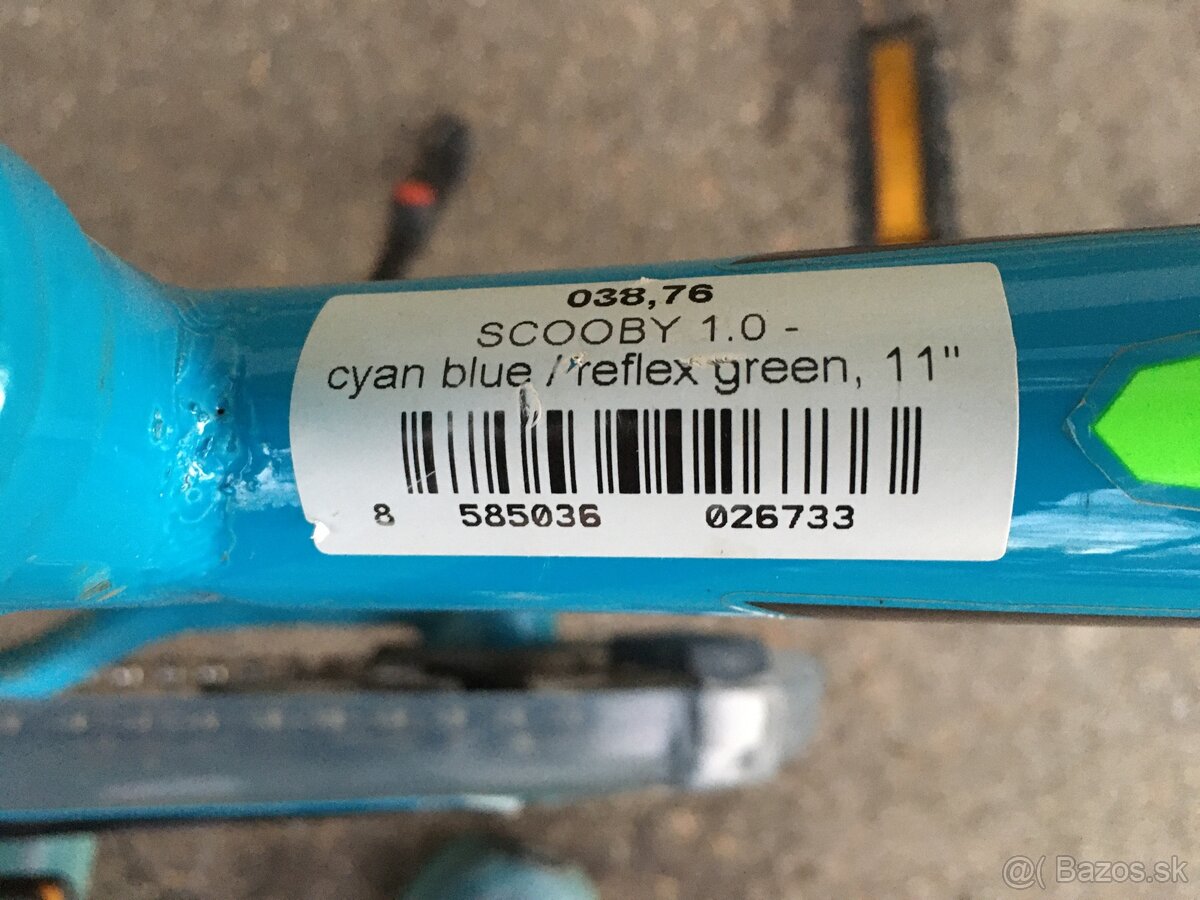 038,76
SCOOBY 1.0 -
cyan blue / reflex green, 11"
8 585036 026733
@( Bazos.sk